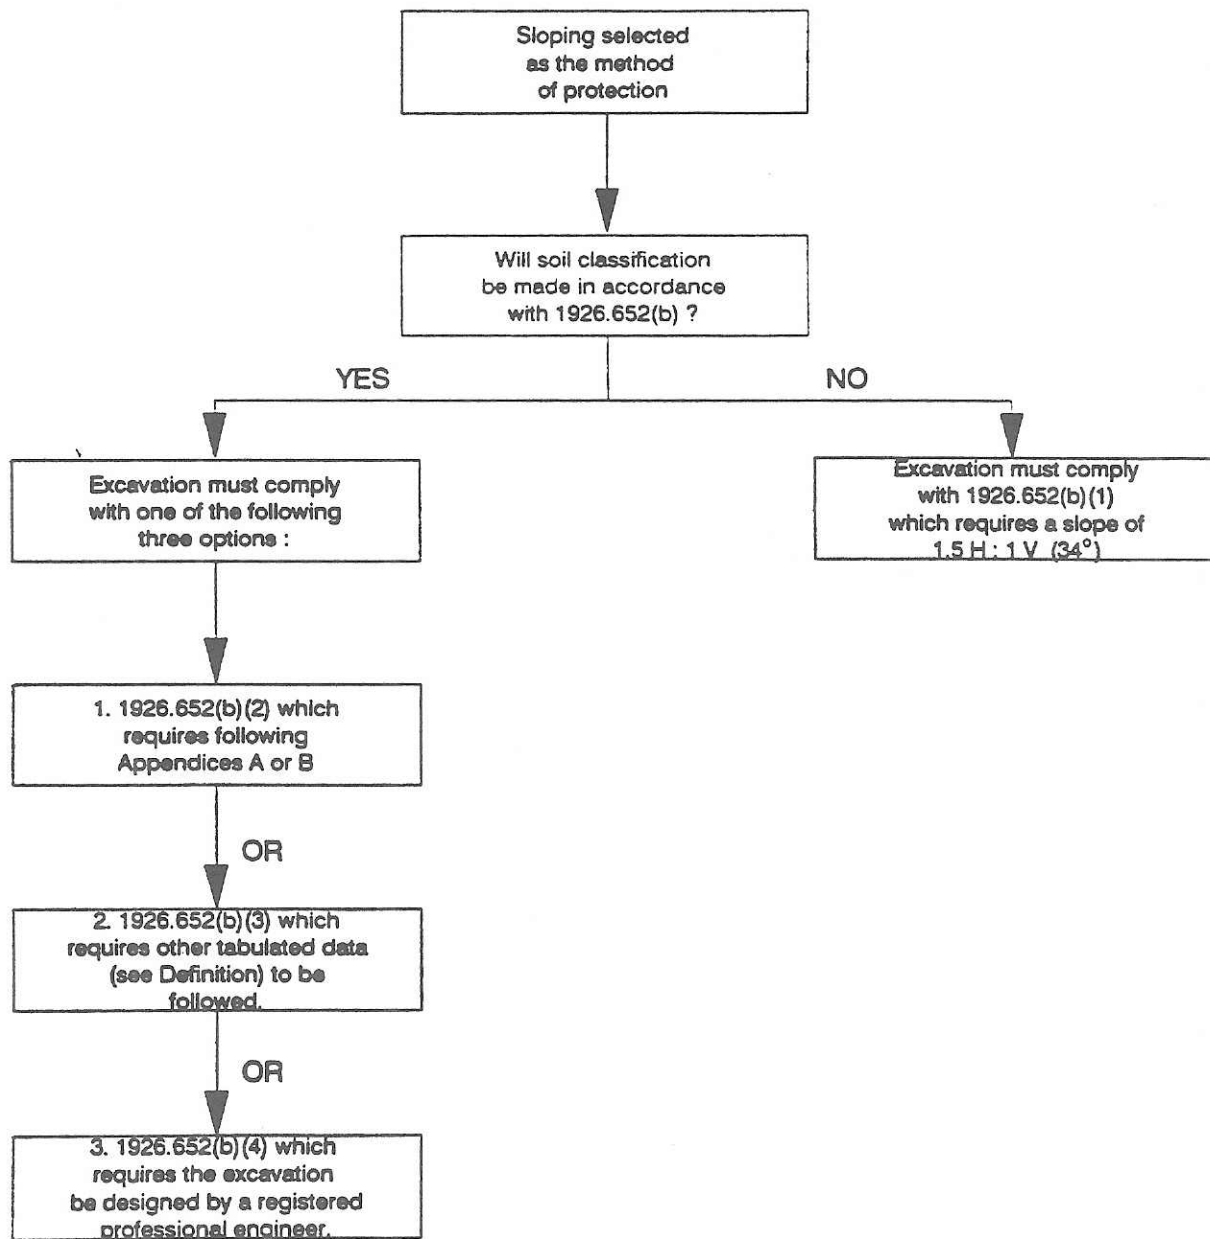 Sloping selected
as the method
of protection
Will soil classification
be made in accordance
with 1926.652(b) ?
YES
NO
Excavation must comply
with one of the following
three options :
Excavation must comply
with 1926.652(b)(1)
which requires a slope of
1.5 H : 1 V (34°)
1. 1926.652(b)(2) which
requires following
Appendices A or B
OR
2. 1926.652(b)(3) which
requires other tabulated data
(see Definition) to be
followed.
OR
3. 1926.652(b)(4) which
requires the excavation
be designed by a registered
professional engineer.